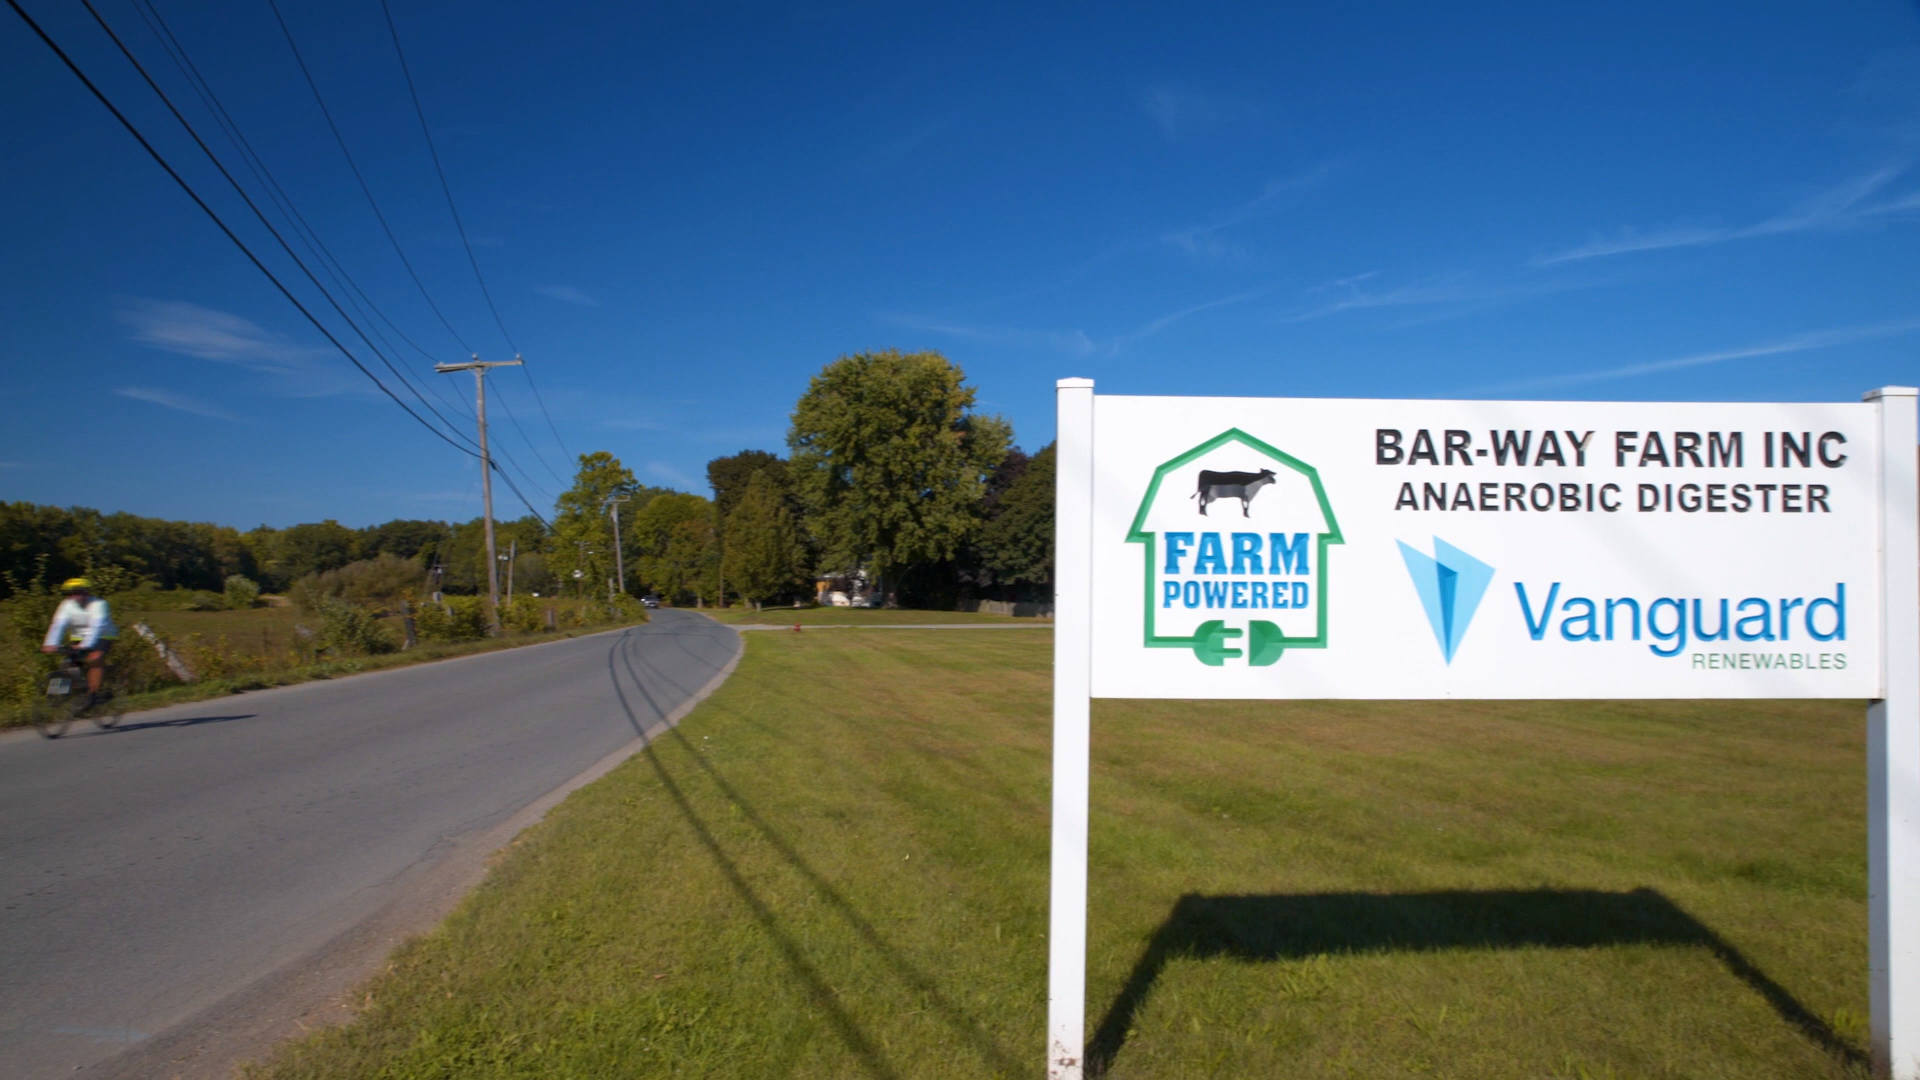 BAR-WAY FARM INC
ANAEROBIC DIGESTER
FARM
POWERED
Vanguard
RENEWABLES